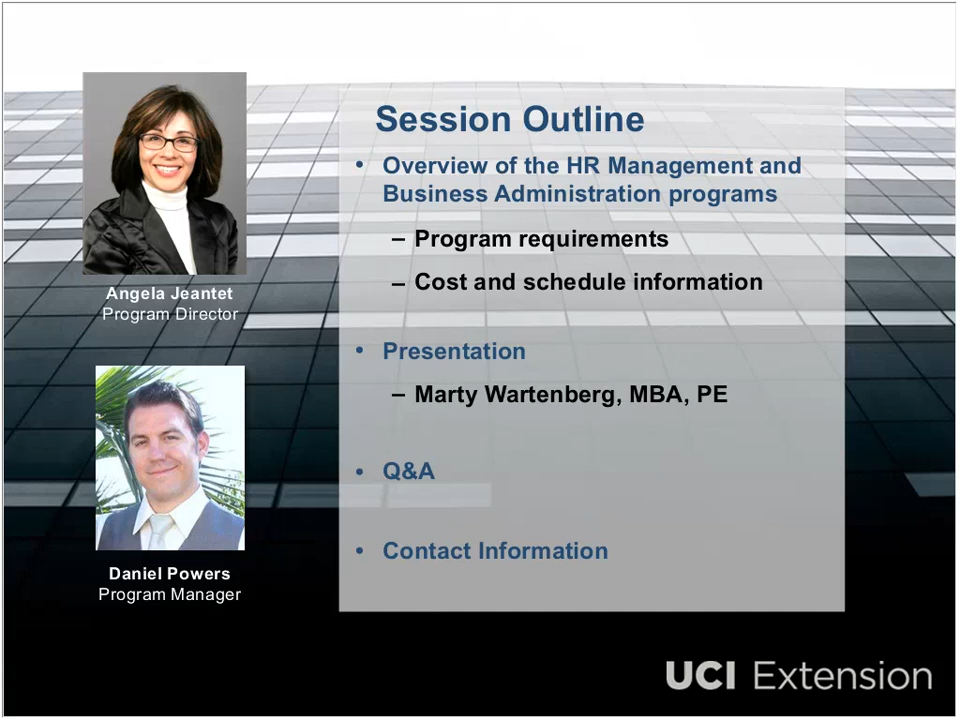 Session Outline
• Overview of the HR Management and
Business Administration programs
– Program requirements
– Cost and schedule information
• Presentation
– Marty Wartenberg, MBA, PE
• Q&A
• Contact Information
Angela Jeantet
Program Director
Daniel Powers
Program Manager
UCI Extension